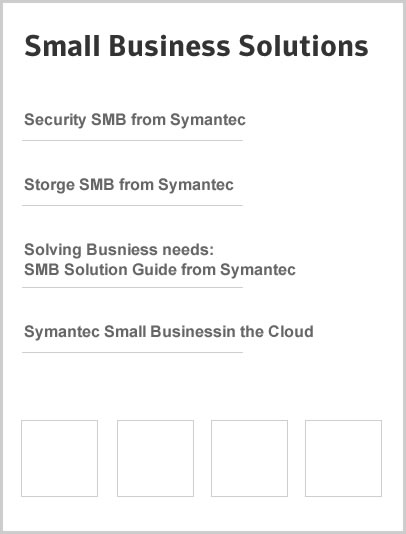 Small Business Solutions
Security SMB from Symantec
Storge SMB from Symantec
Solving Busniess needs:
SMB Solution Guide from Symantec
Symantec Small Businessin the Cloud